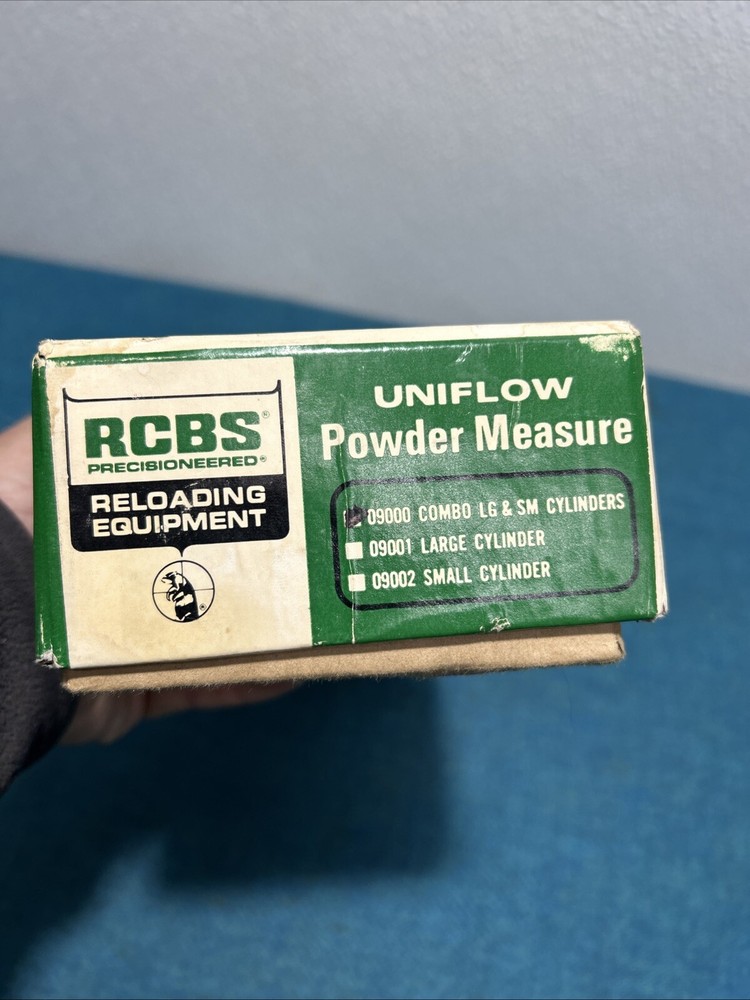 RCBS®
PRECISIONEERED®
RELOADING
EQUIPMENT
®
UNIFLOW
Powder Measure
09000 COMBO LG & SM CYLINDERS
09001 LARGE CYLINDER
09002 SMALL CYLINDER